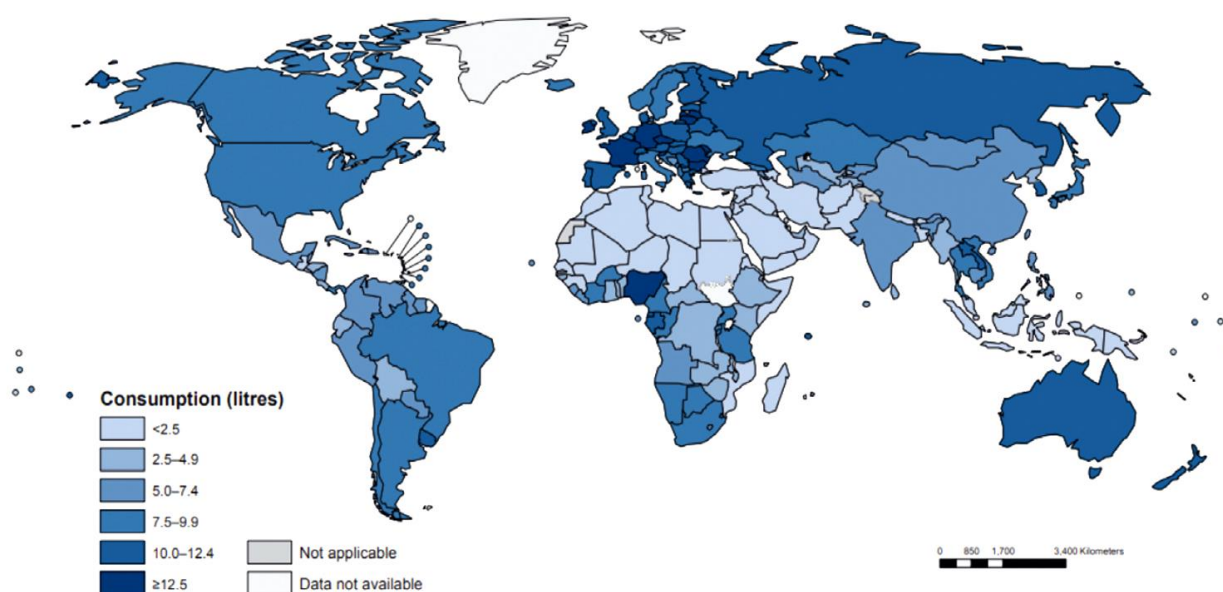 Consumption (litres)
<2.5
2.5–4.9
5.0–7.4
7.5–9.9
10.0–12.4
≥12.5
Not applicable
Data not available
0 850 1,700 3,400 Kilometers